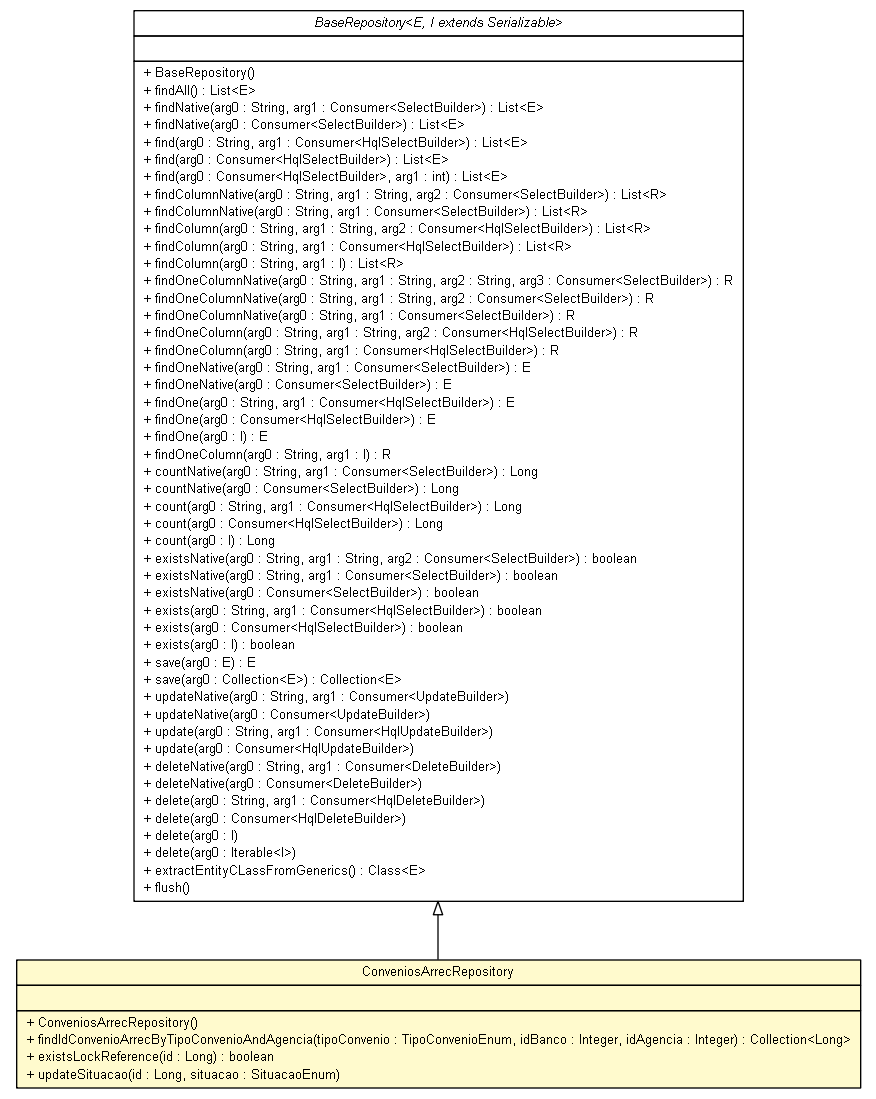 BaseRepository<E, I extends Serializable>
+ BaseRepository()
+ findAll() : List<E>
+ findNative(arg0 : String, arg1 : Consumer<SelectBuilder>) : List<E>
+ findNative(arg0 : Consumer<SelectBuilder>) : List<E>
+ find(arg0 : String, arg1 : Consumer<HqlSelectBuilder>) : List<E>
+ find(arg0 : Consumer<HqlSelectBuilder>) : List<E>
+ find(arg0 : Consumer<HqlSelectBuilder>, arg1 : int) : List<E>
+ findColumnNative(arg0 : String, arg1 : String, arg2 : Consumer<SelectBuilder>) : List<R>
+ findColumnNative(arg0 : String, arg1 : Consumer<SelectBuilder>) : List<R>
+ findColumn(arg0 : String, arg1 : String, arg2 : Consumer<HqlSelectBuilder>) : List<R>
+ findColumn(arg0 : String, arg1 : Consumer<HqlSelectBuilder>) : List<R>
+ findColumn(arg0 : String, arg1 : I) : List<R>
+ findOneColumnNative(arg0 : String, arg1 : String, arg2 : String, arg3 : Consumer<SelectBuilder>) : R
+ findOneColumnNative(arg0 : String, arg1 : String, arg2 : Consumer<SelectBuilder>) : R
+ findOneColumnNative(arg0 : String, arg1 : Consumer<SelectBuilder>) : R
+ findOneColumn(arg0 : String, arg1 : String, arg2 : Consumer<HqlSelectBuilder>) : R
+ findOneColumn(arg0 : String, arg1 : Consumer<HqlSelectBuilder>) : R
+ findOneNative(arg0 : String, arg1 : Consumer<SelectBuilder>) : E
+ findOneNative(arg0 : Consumer<SelectBuilder>) : E
+ findOne(arg0 : String, arg1 : Consumer<HqlSelectBuilder>) : E
+ findOne(arg0 : Consumer<HqlSelectBuilder>) : E
+ findOne(arg0 : I) : E
+ findOneColumn(arg0 : String, arg1 : I) : R
+ countNative(arg0 : String, arg1 : Consumer<SelectBuilder>) : Long
+ countNative(arg0 : Consumer<SelectBuilder>) : Long
+ count(arg0 : String, arg1 : Consumer<HqlSelectBuilder>) : Long
+ count(arg0 : Consumer<HqlSelectBuilder>) : Long
+ count(arg0 : I) : Long
+ existsNative(arg0 : String, arg1 : String, arg2 : Consumer<SelectBuilder>) : boolean
+ existsNative(arg0 : String, arg1 : Consumer<SelectBuilder>) : boolean
+ existsNative(arg0 : Consumer<SelectBuilder>) : boolean
+ exists(arg0 : String, arg1 : Consumer<HqlSelectBuilder>) : boolean
+ exists(arg0 : Consumer<HqlSelectBuilder>) : boolean
+ exists(arg0 : I) : boolean
+ save(arg0 : E) : E
+ save(arg0 : Collection<E>) : Collection<E>
+ updateNative(arg0 : String, arg1 : Consumer<UpdateBuilder>)
+ updateNative(arg0 : Consumer<UpdateBuilder>)
+ update(arg0 : String, arg1 : Consumer<HqlUpdateBuilder>)
+ update(arg0 : Consumer<HqlUpdateBuilder>)
+ deleteNative(arg0 : String, arg1 : Consumer<DeleteBuilder>)
+ deleteNative(arg0 : Consumer<DeleteBuilder>)
+ delete(arg0 : String, arg1 : Consumer<HqlDeleteBuilder>)
+ delete(arg0 : Consumer<HqlDeleteBuilder>)
+ delete(arg0 : I)
+ delete(arg0 : Iterable<I>)
+ extractEntityCLassFromGenerics() : Class<E>
+ flush()
ConveniosArrecRepository
+ ConveniosArrecRepository()
+ findIdConvenioArrecByTipoConvenioAndAgencia(tipoConvenio : TipoConvenioEnum, idBanco : Integer, idAgencia : Integer) : Collection<Long>
+ existsLockReference(id : Long) : boolean
+ updateSituacao(id : Long, situacao : SituacaoEnum)